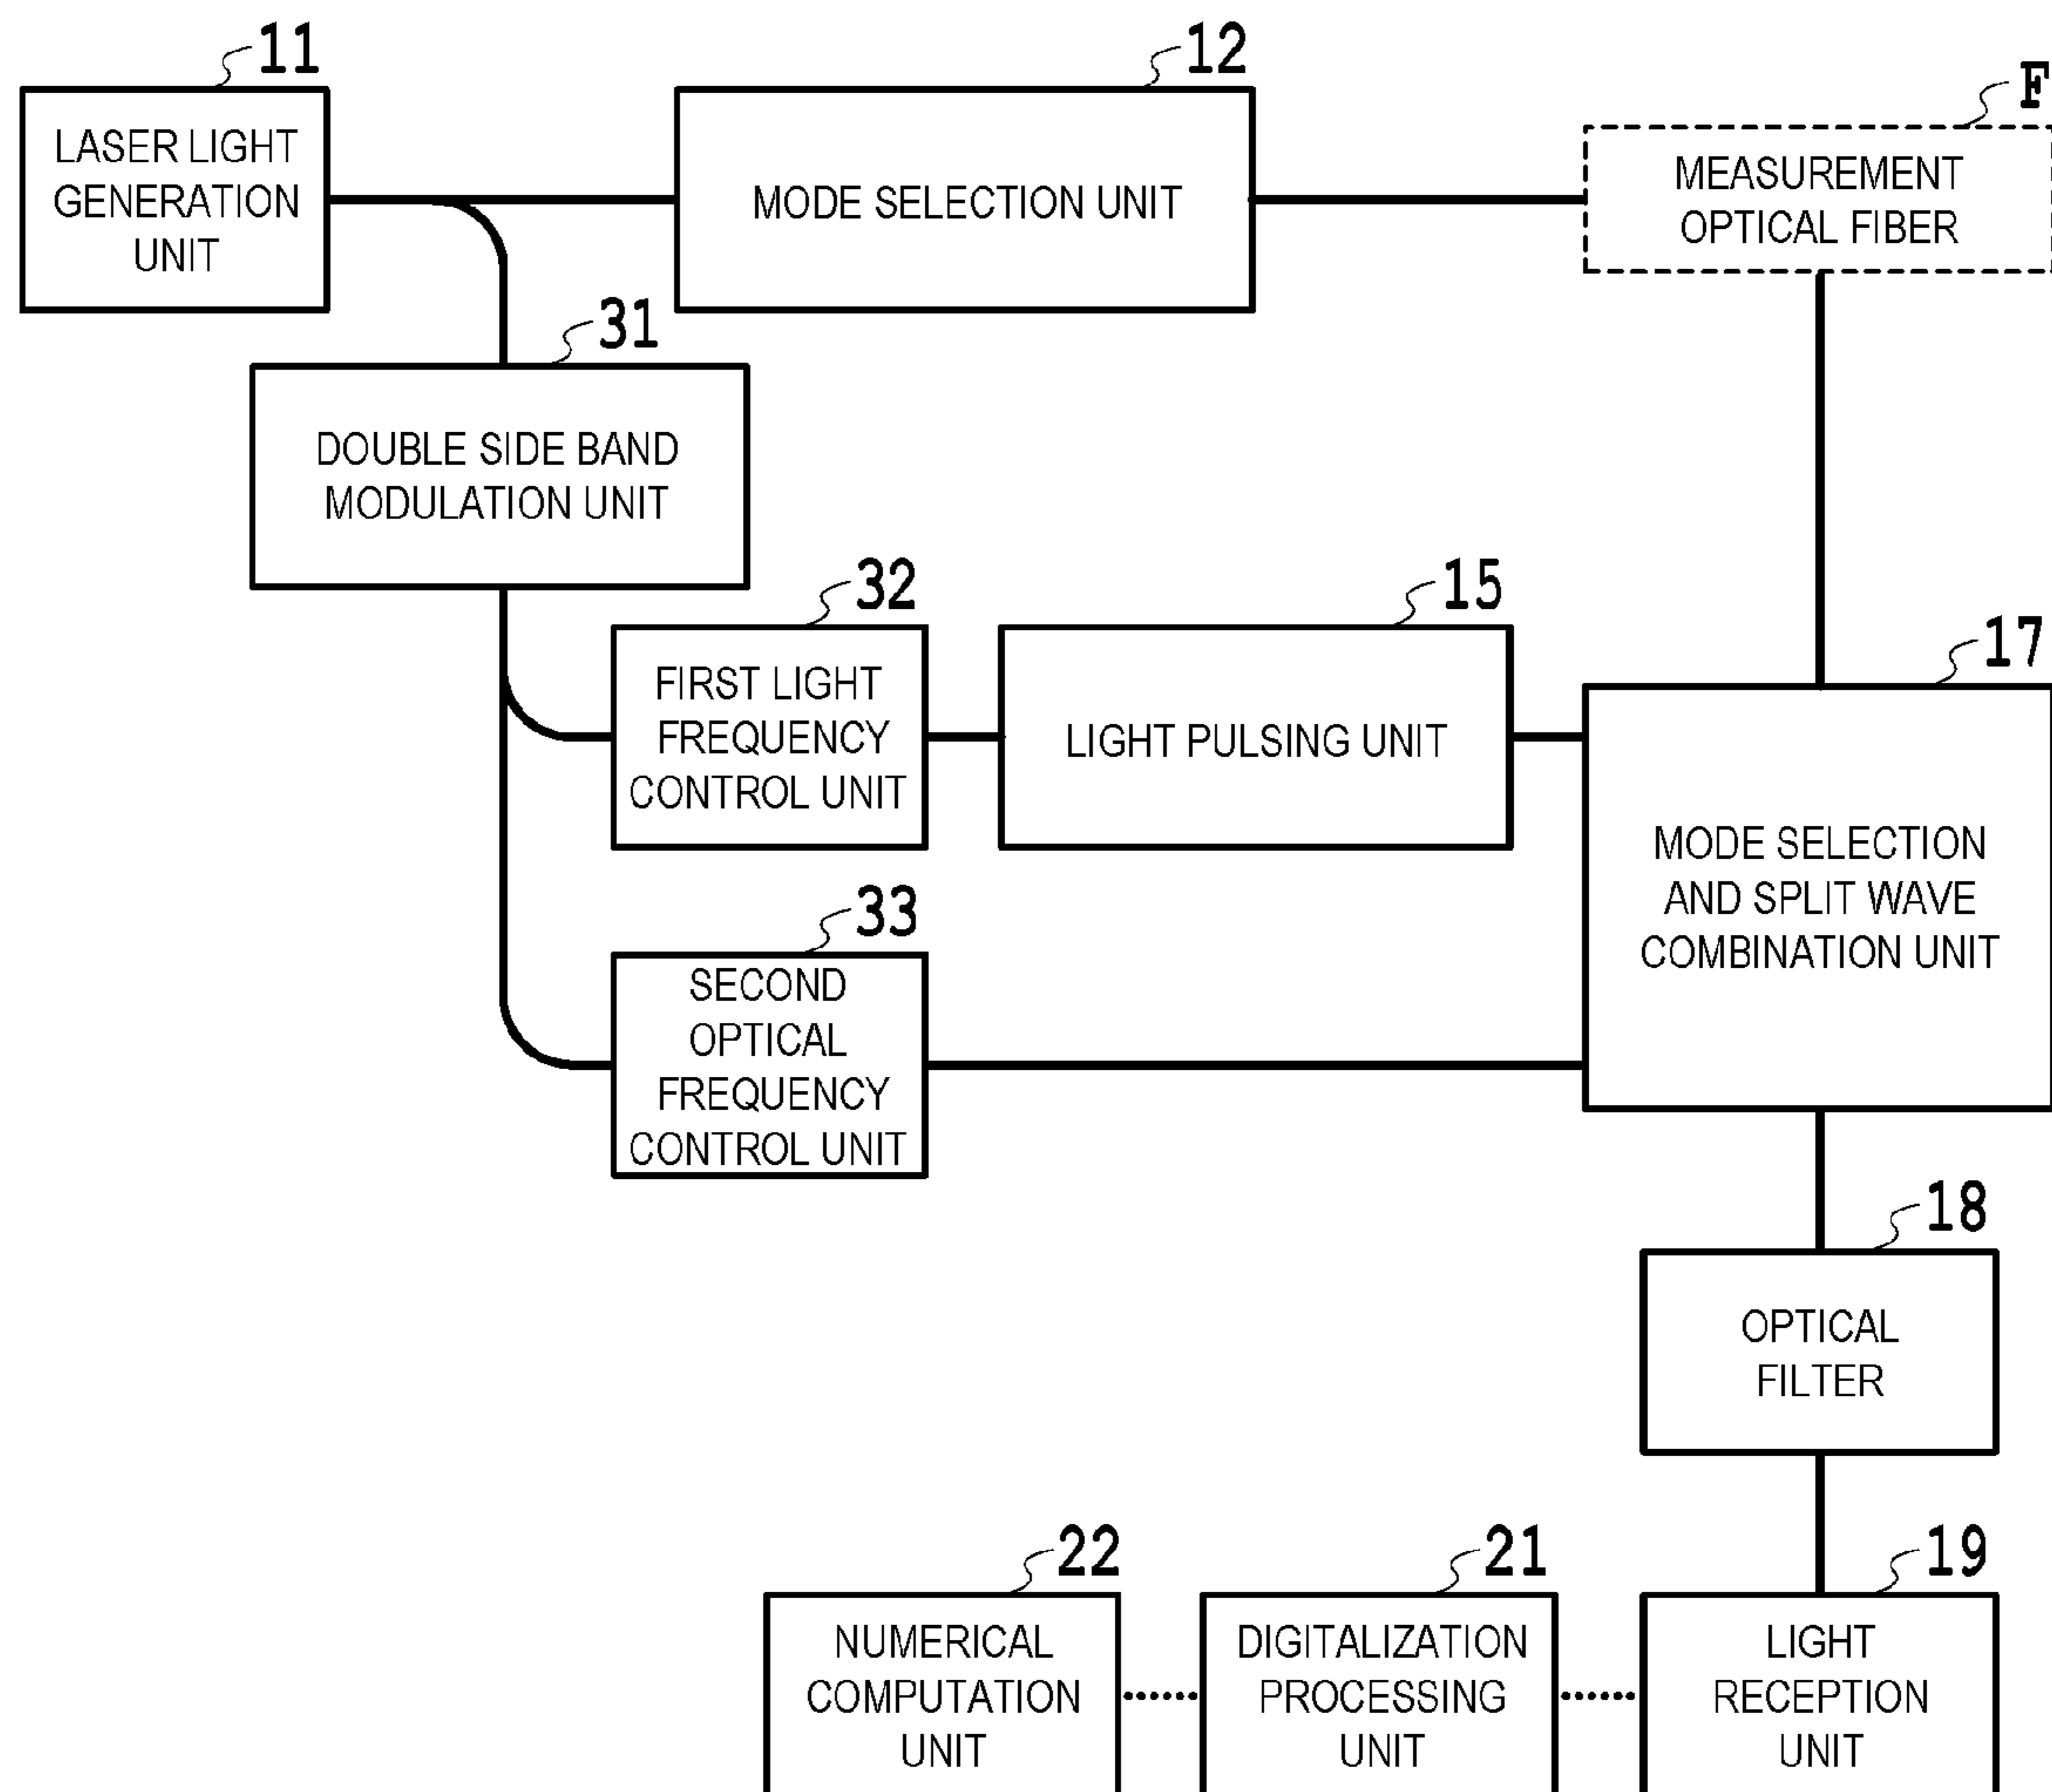 11
LASER LIGHT
GENERATION
UNIT
12
MODE SELECTION UNIT
F
MEASUREMENT
OPTICAL FIBER
31
DOUBLE SIDE BAND
MODULATION UNIT
32
FIRST LIGHT
FREQUENCY
CONTROL UNIT
15
LIGHT PULSING UNIT
17
MODE SELECTION
AND SPLIT WAVE
COMBINATION UNIT
33
SECOND
OPTICAL
FREQUENCY
CONTROL UNIT
18
OPTICAL
FILTER
22
NUMERICAL
COMPUTATION
UNIT
21
DIGITALIZATION
PROCESSING
UNIT
19
LIGHT
RECEPTION
UNIT